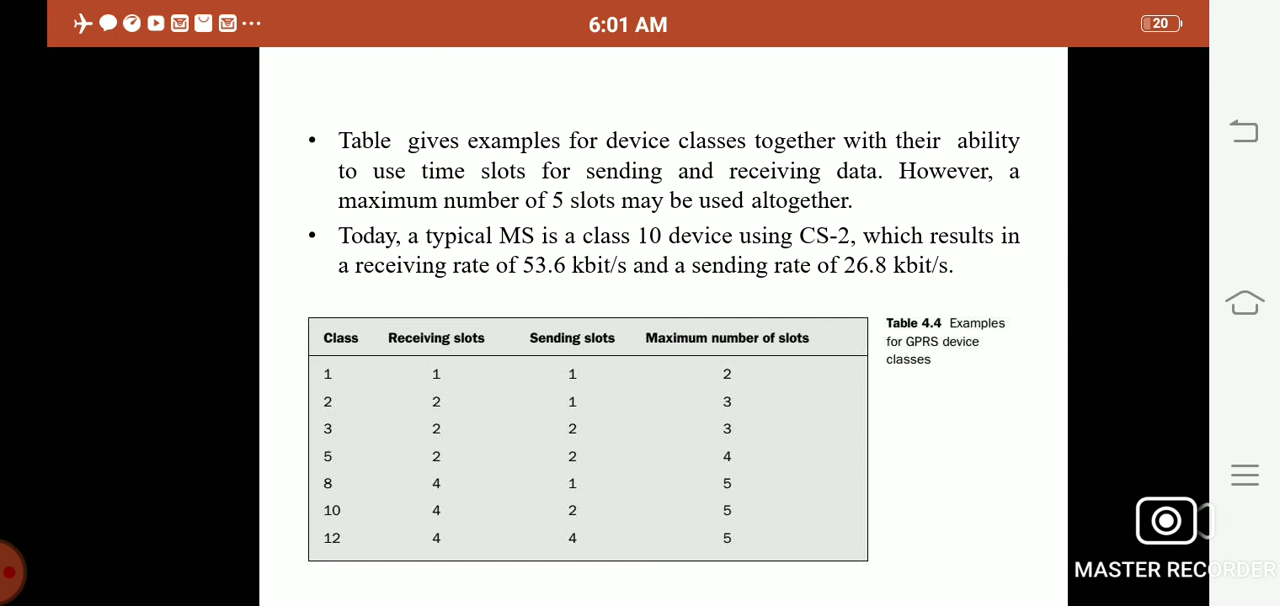 6:01 AM
20
• Table gives examples for device classes together with their ability
to use time slots for sending and receiving data. However, a
maximum number of 5 slots may be used altogether.
• Today, a typical MS is a class 10 device using CS-2, which results in
a receiving rate of 53.6 kbit/s and a sending rate of 26.8 kbit/s.
Class Receiving slots Sending slots Maximum number of slots
1 1 1 2
2 2 1 3
3 2 2 3
5 2 2 4
8 4 1 5
10 4 2 5
12 4 4 5
Table 4.4 Examples
for GPRS device
classes
MASTER RECORDER